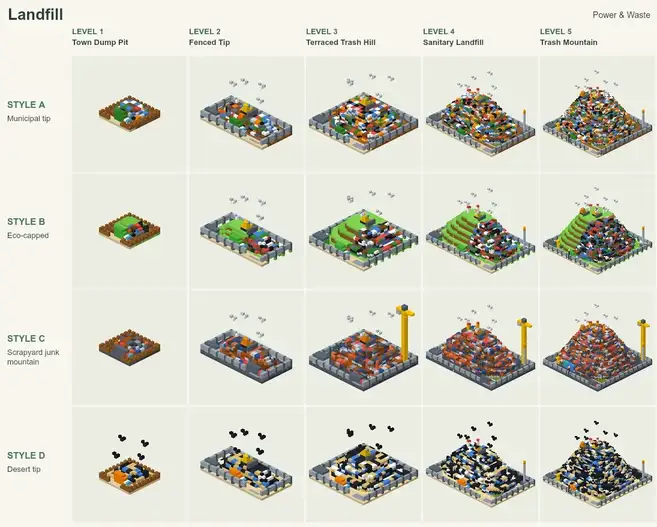 Landfill
Power & Waste
LEVEL 1
Town Dump Pit
LEVEL 2
Fenced Tip
LEVEL 3
Terraced Trash Hill
LEVEL 4
Sanitary Landfill
LEVEL 5
Trash Mountain
STYLE A
Municipal tip
STYLE B
Eco-capped
STYLE C
Scrapyard junk
mountain
STYLE D
Desert tip